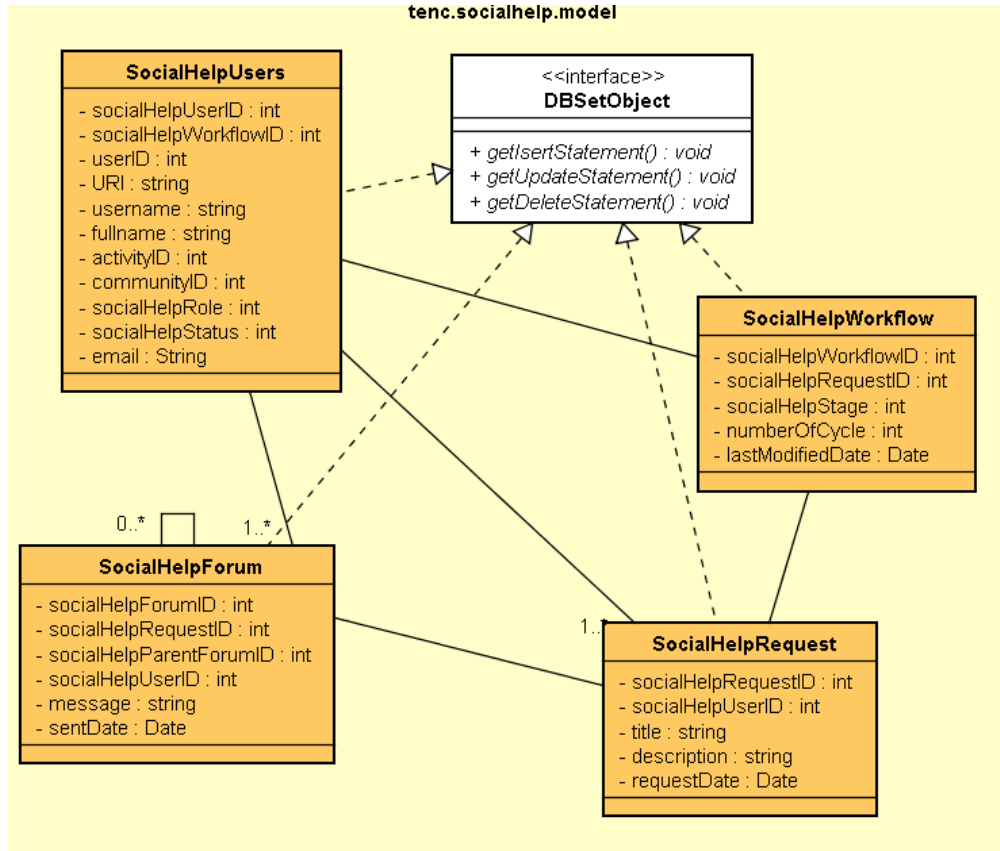 tenc.socialhelp.model
SocialHelpUsers
- socialHelpUserID : int
- socialHelpWorkflowID : int
- userID : int
- URI : string
- username : string
- fullname : string
- activityID : int
- communityID : int
- socialHelpRole : int
- socialHelpStatus : int
- email : String
<<interface>>
DBSetObject
+ getIsertStatement() : void
+ getUpdateStatement() : void
+ getDeleteStatement() : void
SocialHelpWorkflow
- socialHelpWorkflowID : int
- socialHelpRequestID : int
- socialHelpStage : int
- numberOfCycle : int
- lastModifiedDate : Date
0..*
1..*
SocialHelpForum
- socialHelpForumID : int
- socialHelpRequestID : int
- socialHelpParentForumID : int
- socialHelpUserID : int
- message : string
- sentDate : Date
1..*
SocialHelpRequest
- socialHelpRequestID : int
- socialHelpUserID : int
- title : string
- description : string
- requestDate : Date